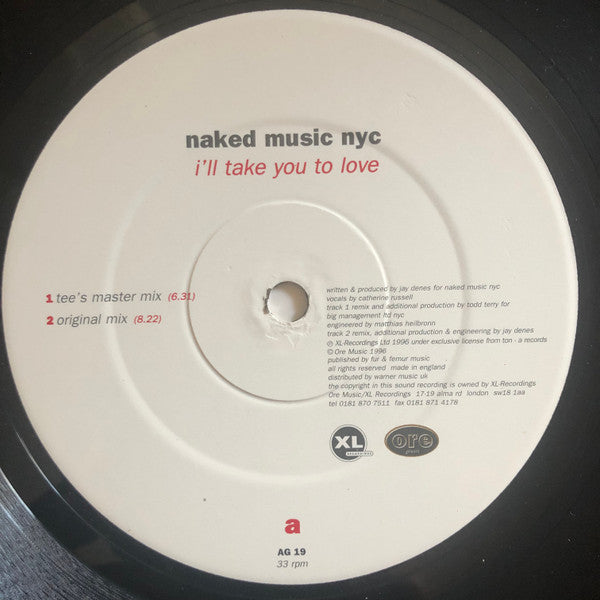 naked music nyc
i'll take you to love
1 tee's master mix (6.31)
2 original mix (8.22)
written & produced by jay denes for naked music nyc
vocals by catherine russell
track 1 remix and additional production by todd terry for
big management ltd nyc
engineered by matthias heilbronn
track 2 remix, additional production & engineering by jay denes
℗ XL-Recordings Ltd 1996 under exclusive license from ton - a records
© Ore Music 1996
published by fur & femur music
all rights reserved made in england
distributed by warner music uk
the copyright in this sound recording is owned by XL-Recordings
Ore Music/XL Recordings 17-19 alma rd london sw18 1aa
tel 0181 870 7511 fax 0181 871 4178
XL
ore
a
AG 19
33 rpm